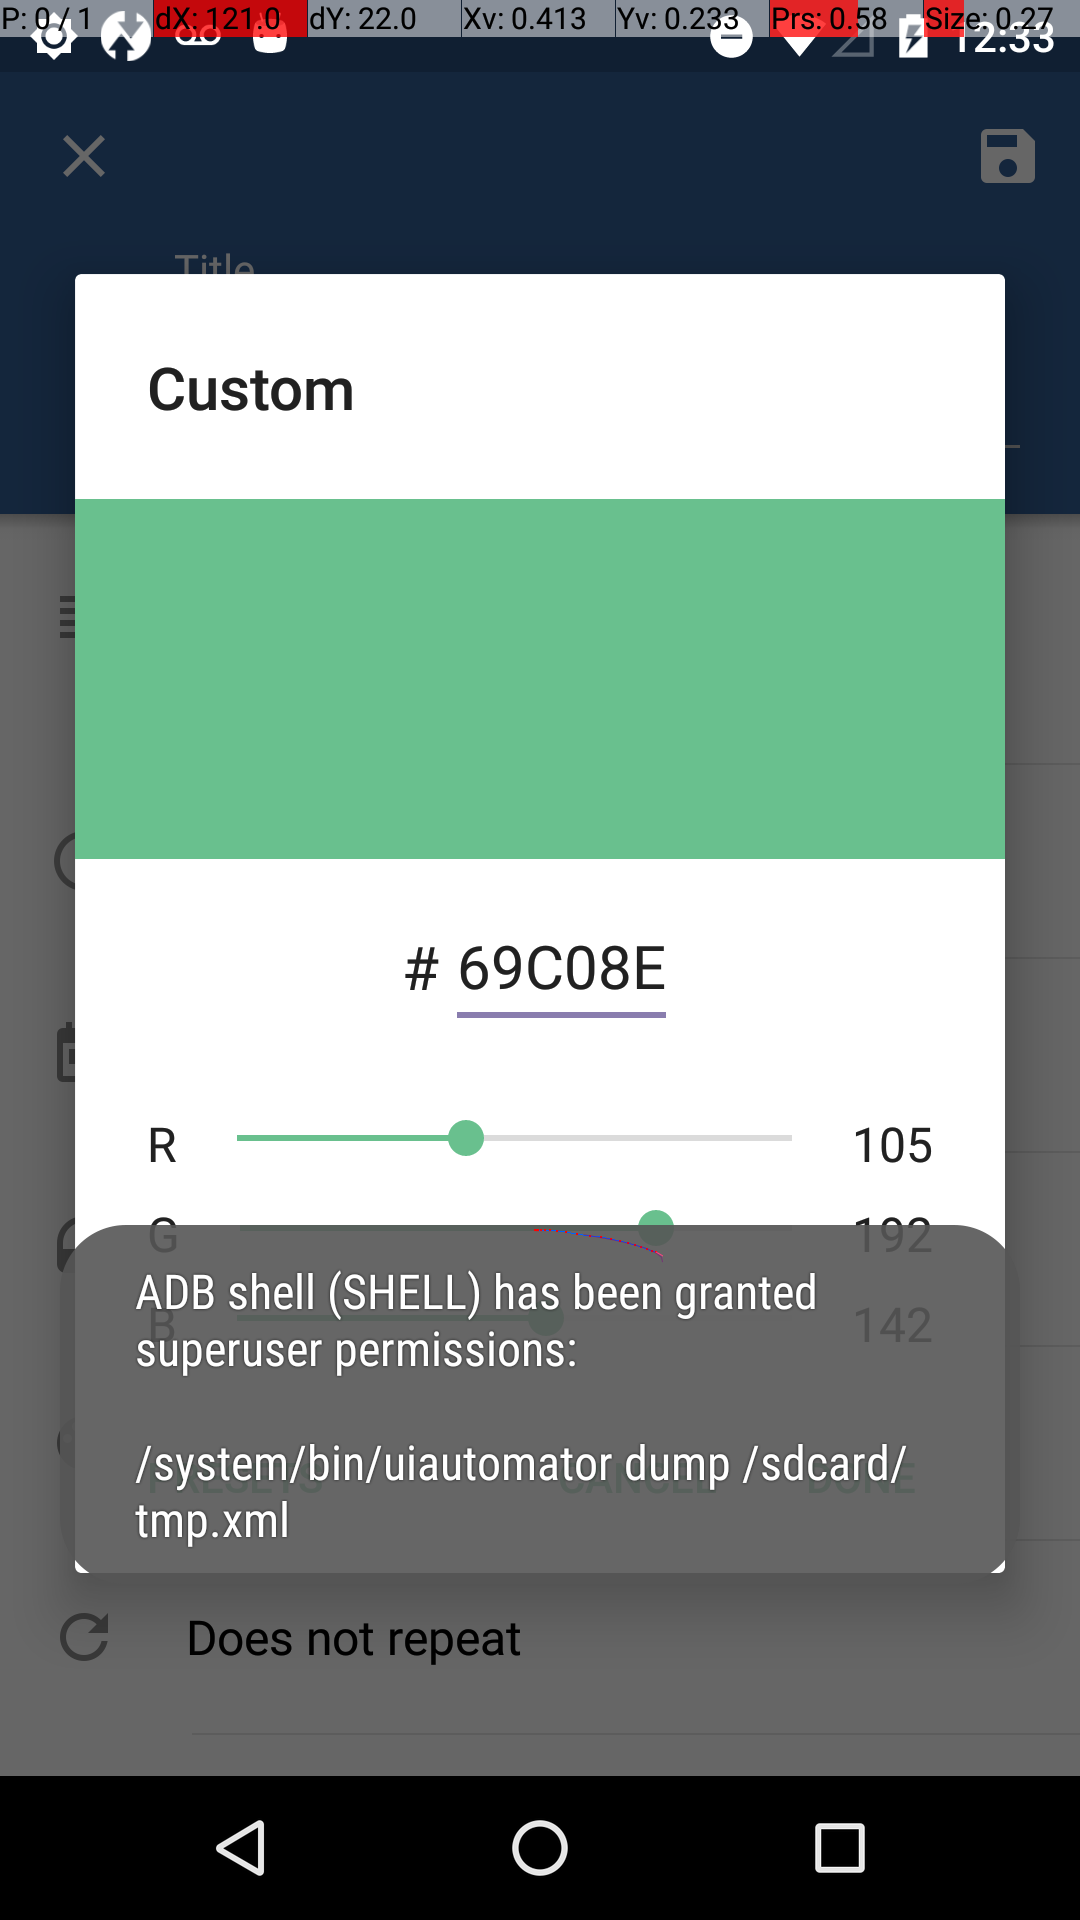 P: 0 / 1 dX: 121.0 dY: 22.0 Xv: 0.413 Yv: 0.233 Prs: 0.58 Size: 0.27
12:33
Title
Custom
# 69C08E
R 105
G 192
B 142
ADB shell (SHELL) has been granted
superuser permissions:
/system/bin/uiautomator dump /sdcard/
tmp.xml
PRESETS CANCEL DONE
Does not repeat